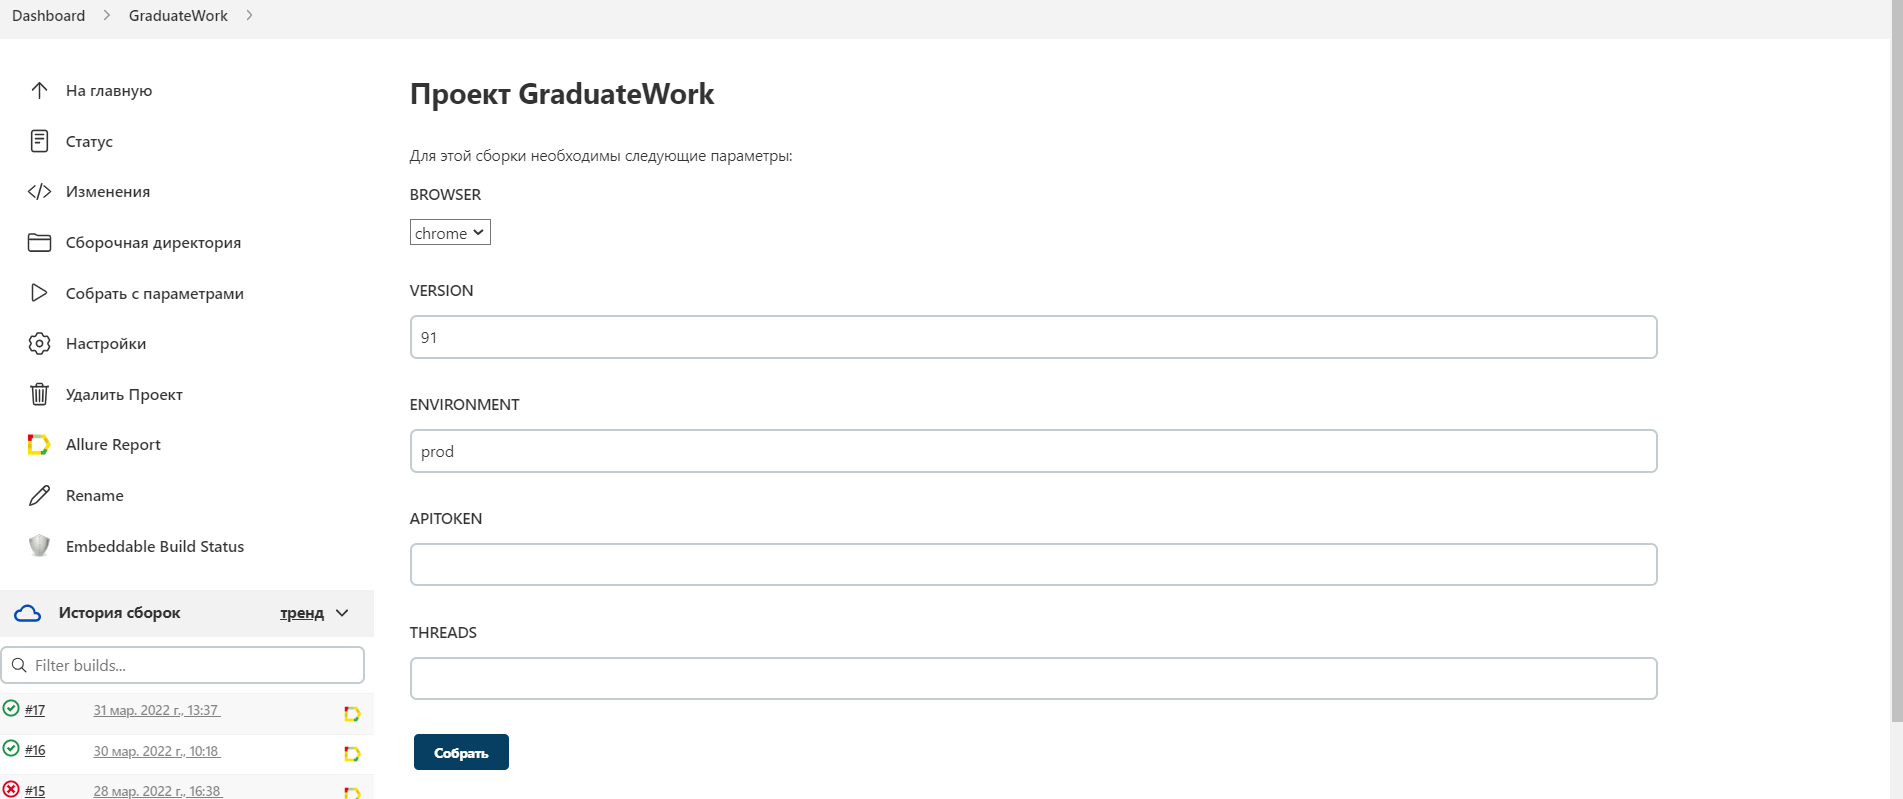 Dashboard
GraduateWork
На главную
Статус
Изменения
Сборочная директория
Собрать с параметрами
Настройки
Удалить Проект
Allure Report
Rename
Embeddable Build Status
История сборок
тренд
Filter builds...
#17 31 мар. 2022 г., 13:37
#16 30 мар. 2022 г., 10:18
#15 28 мар. 2022 г., 16:38
Проект GraduateWork
Для этой сборки необходимы следующие параметры:
BROWSER
chrome
VERSION
91
ENVIRONMENT
prod
APITOKEN
THREADS
Собрать